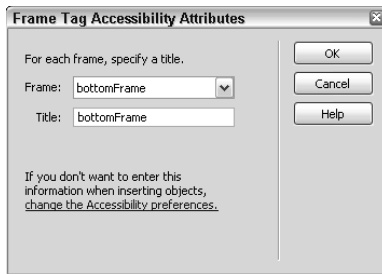 Frame Tag Accessibility Attributes
For each frame, specify a title.
Frame: bottomFrame
Title: bottomFrame
If you don't want to enter this
information when inserting objects,
change the Accessibility preferences.
OK
Cancel
Help